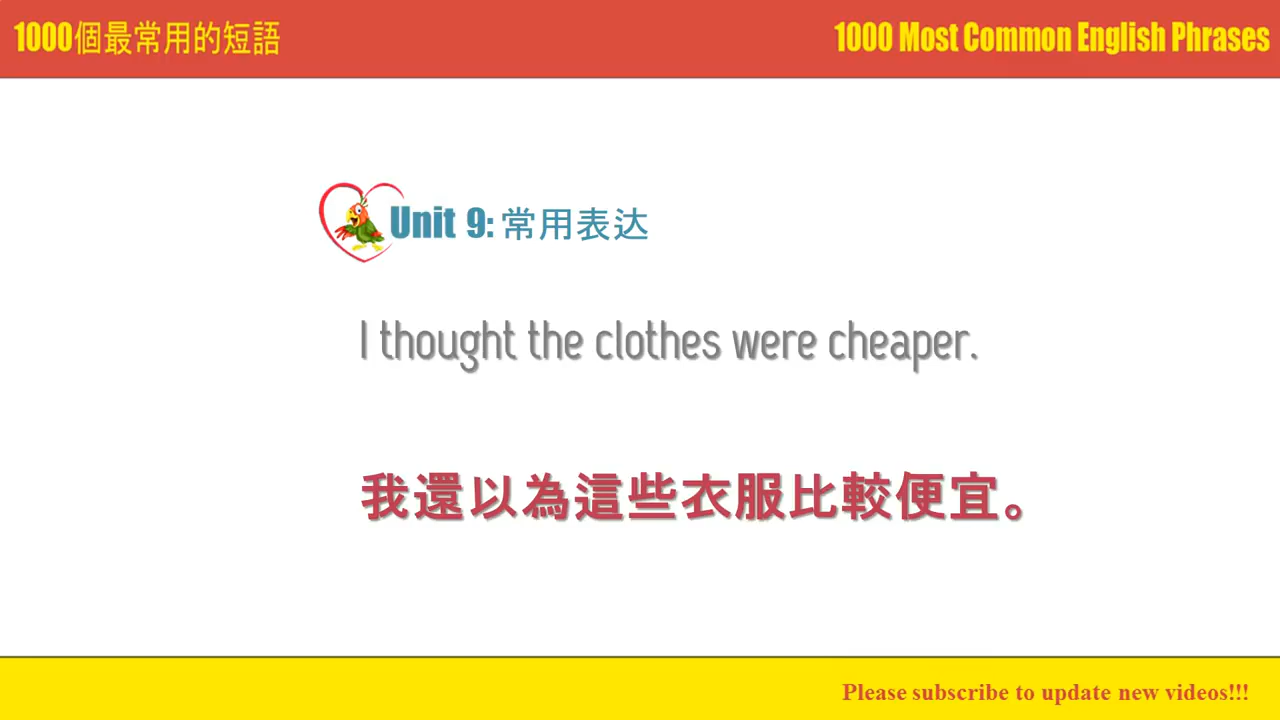 1000個最常用的短語
1000 Most Common English Phrases
Unit 9: 常用表达
I thought the clothes were cheaper.
我還以為這些衣服比較便宜。
Please subscribe to update new videos!!!